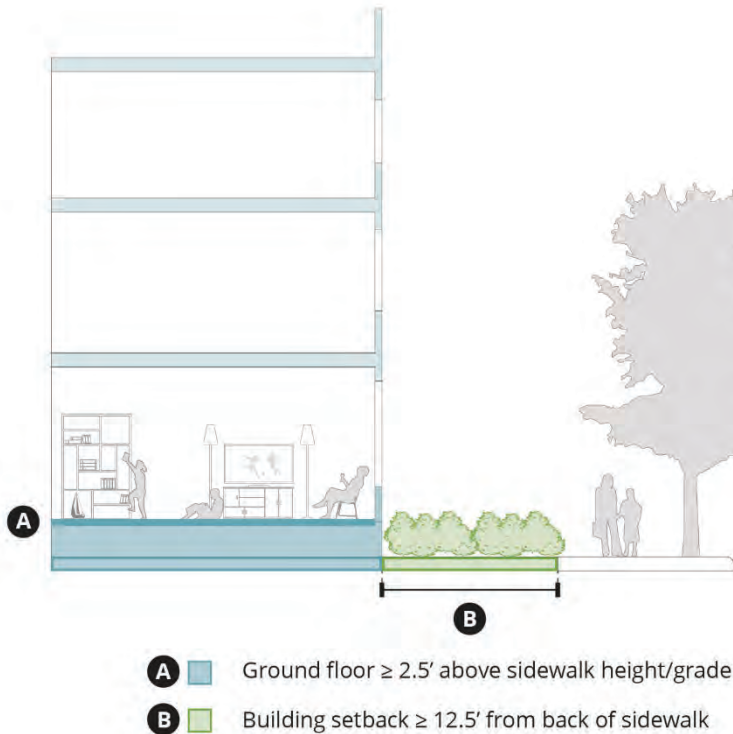 A
B
A Ground floor ≥ 2.5’ above sidewalk height/grade
B Building setback ≥ 12.5’ from back of sidewalk